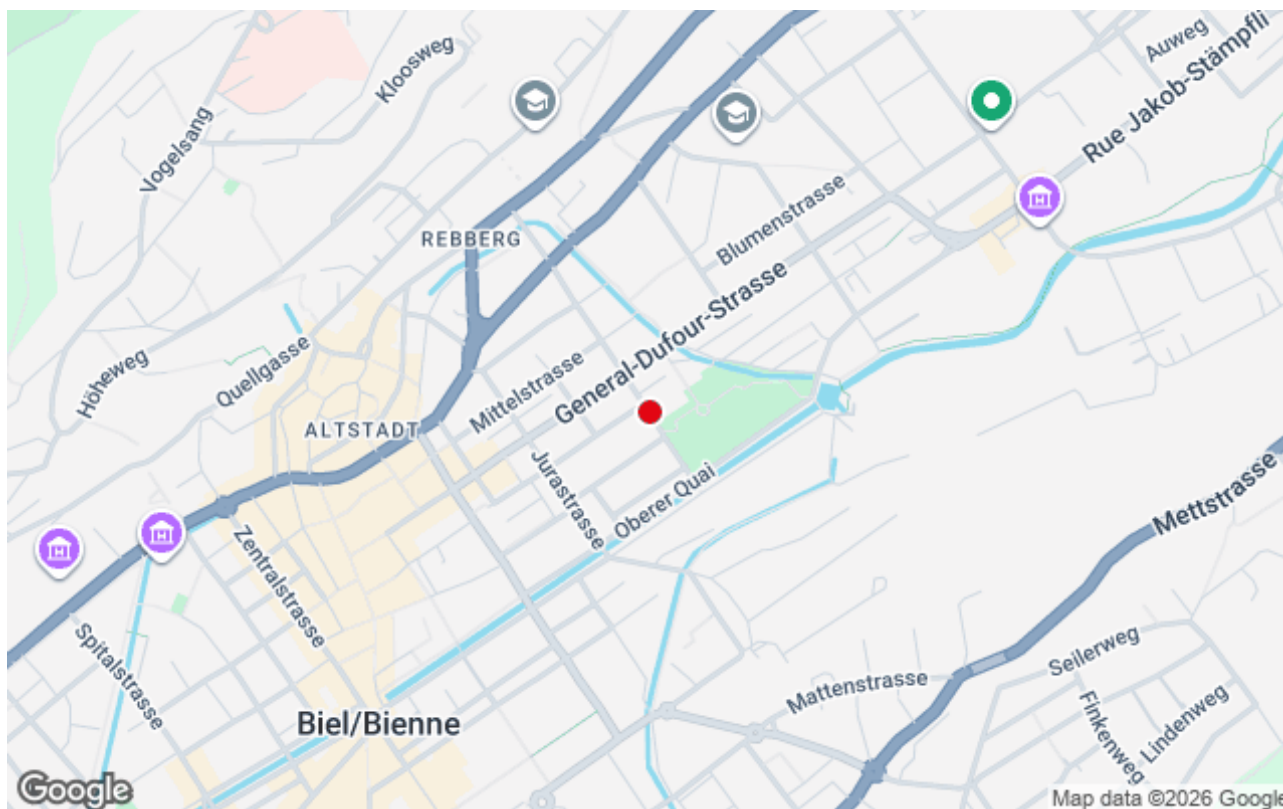 Auweg
Kloosweg
Rue Jakob-Stämpfli
Vogelsang
Blumenstrasse
REBBERG
General-Dufour-Strasse
Höheweg
Quellgasse
Mittelstrasse
ALTSTADT
Jurastrasse
Oberer Quai
Mettstrasse
Zentralstrasse
Spitalstrasse
Seilerweg
Mattenstrasse
Finkenweg
Lindenweg
Biel/Bienne
Google
Map data ©2026 Google